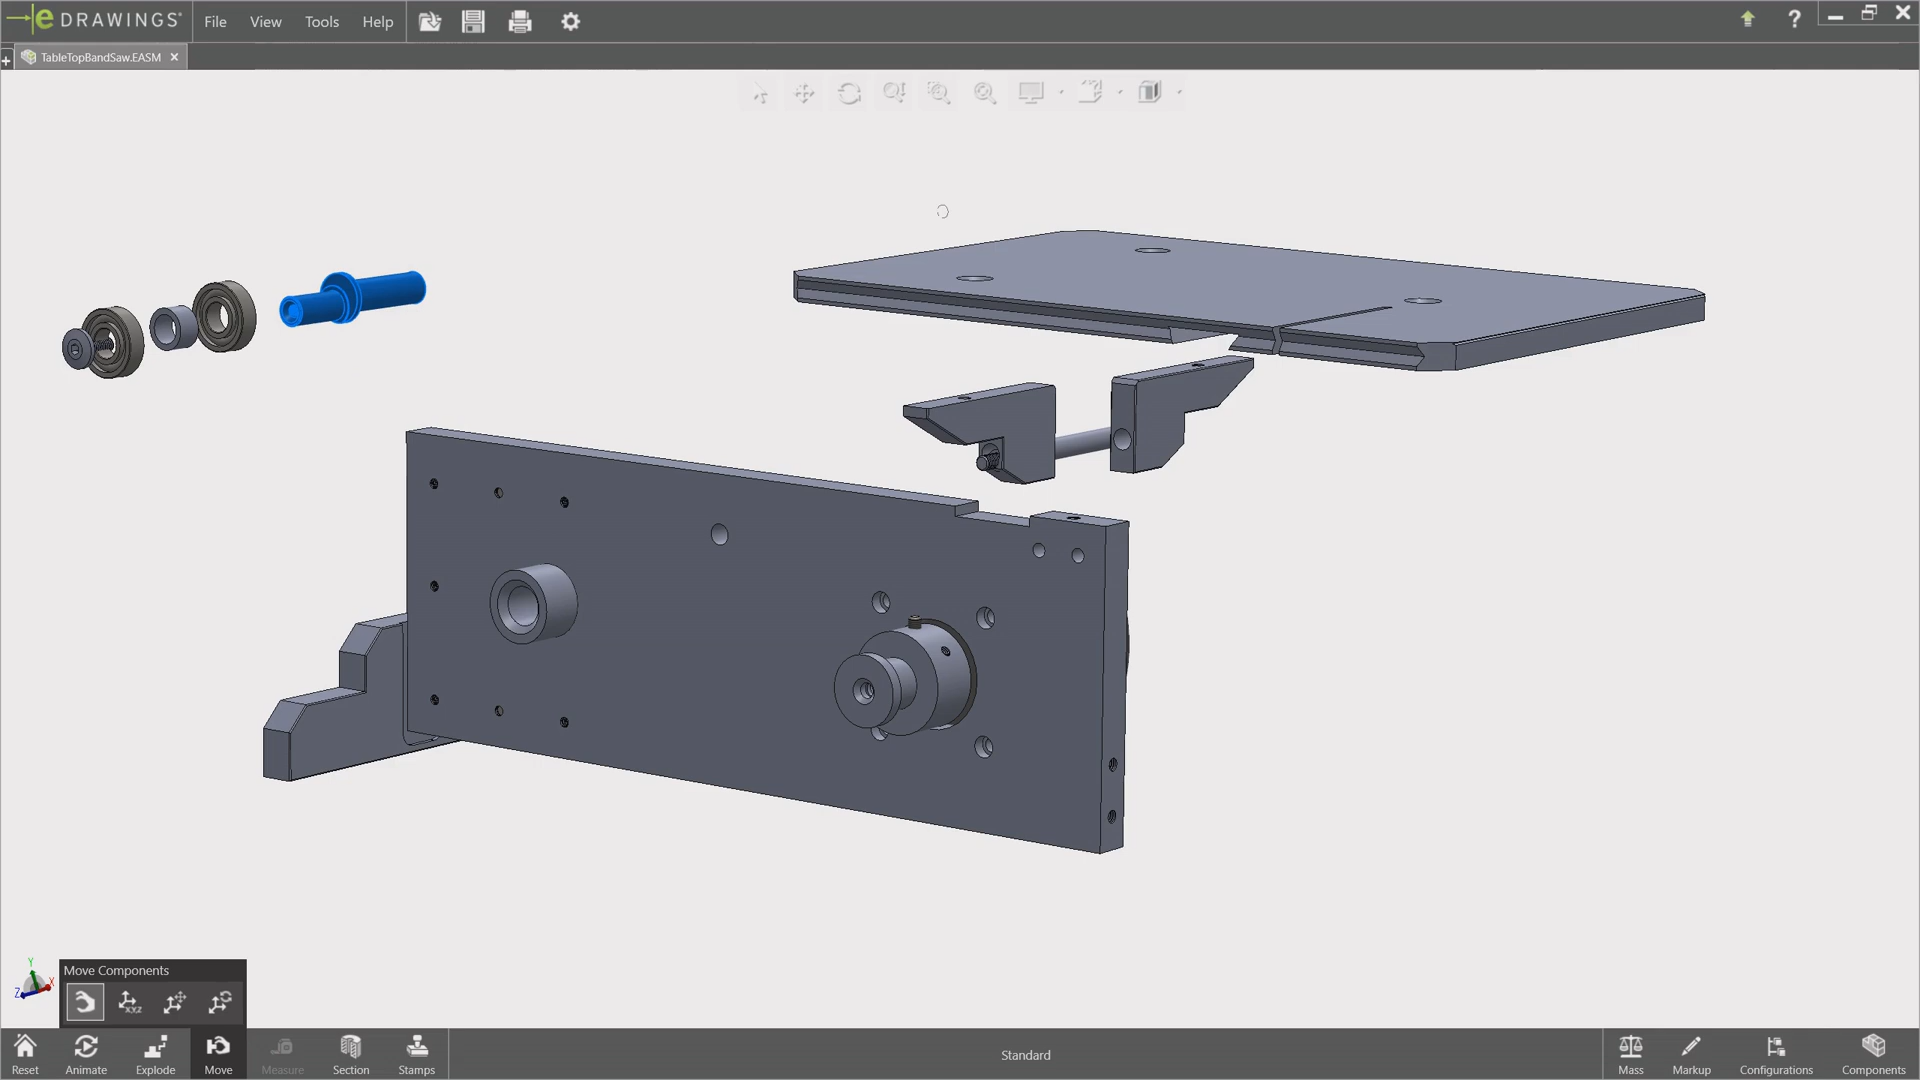 eDRAWINGS® File View Tools Help
TableTopBandSaw.EASM
Move Components
X,Y,Z
Y
X
Z
Reset Animate Explode Move Measure Section Stamps Standard Mass Markup Configurations Components